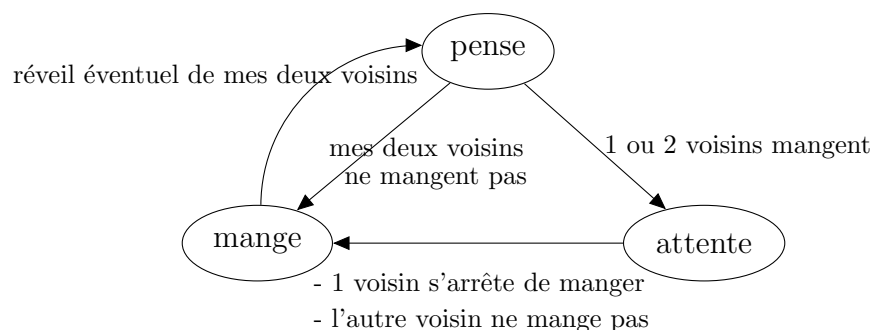 pense
réveil éventuel de mes deux voisins
mes deux voisins
ne mangent pas
1 ou 2 voisins mangent
mange
attente
- 1 voisin s'arrête de manger
- l'autre voisin ne mange pas